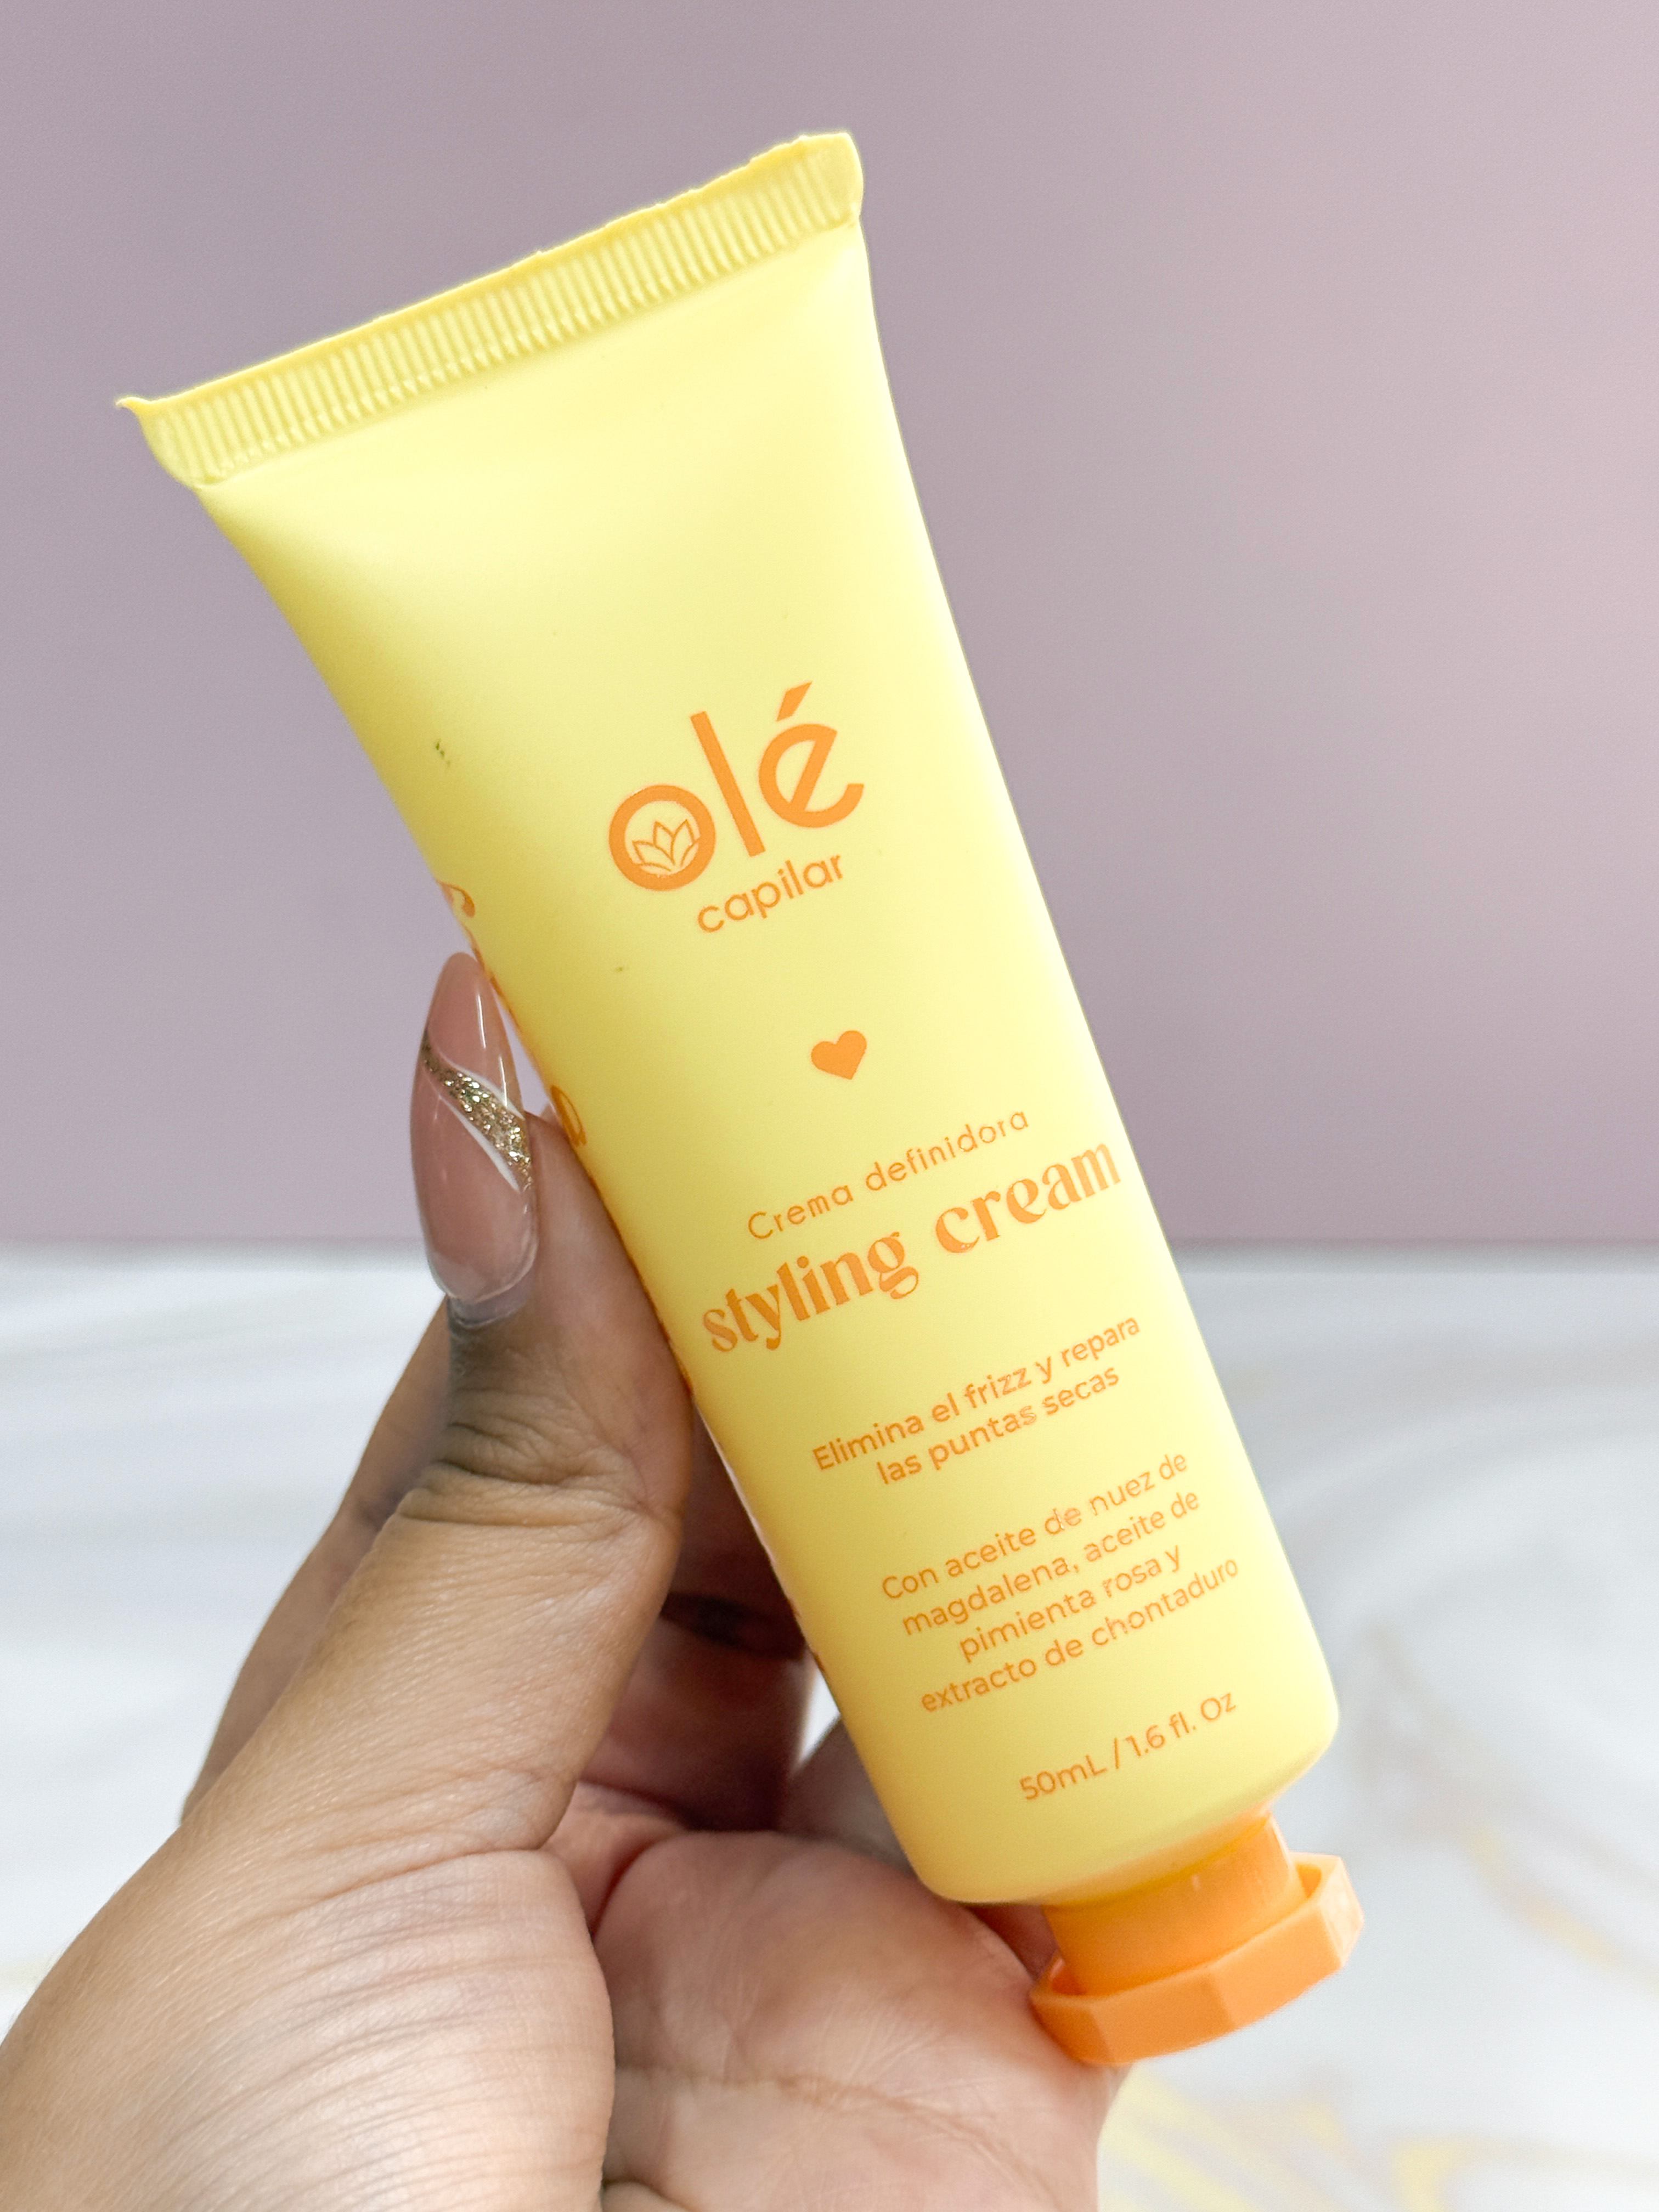 olé
capilar
Crema definidora
styling cream
Elimina el frizz y repara
las puntas secas
Con aceite de nuez de
magdalena, aceite de
pimienta rosa y
extracto de chontaduro
50mL / 1.6 fl. Oz